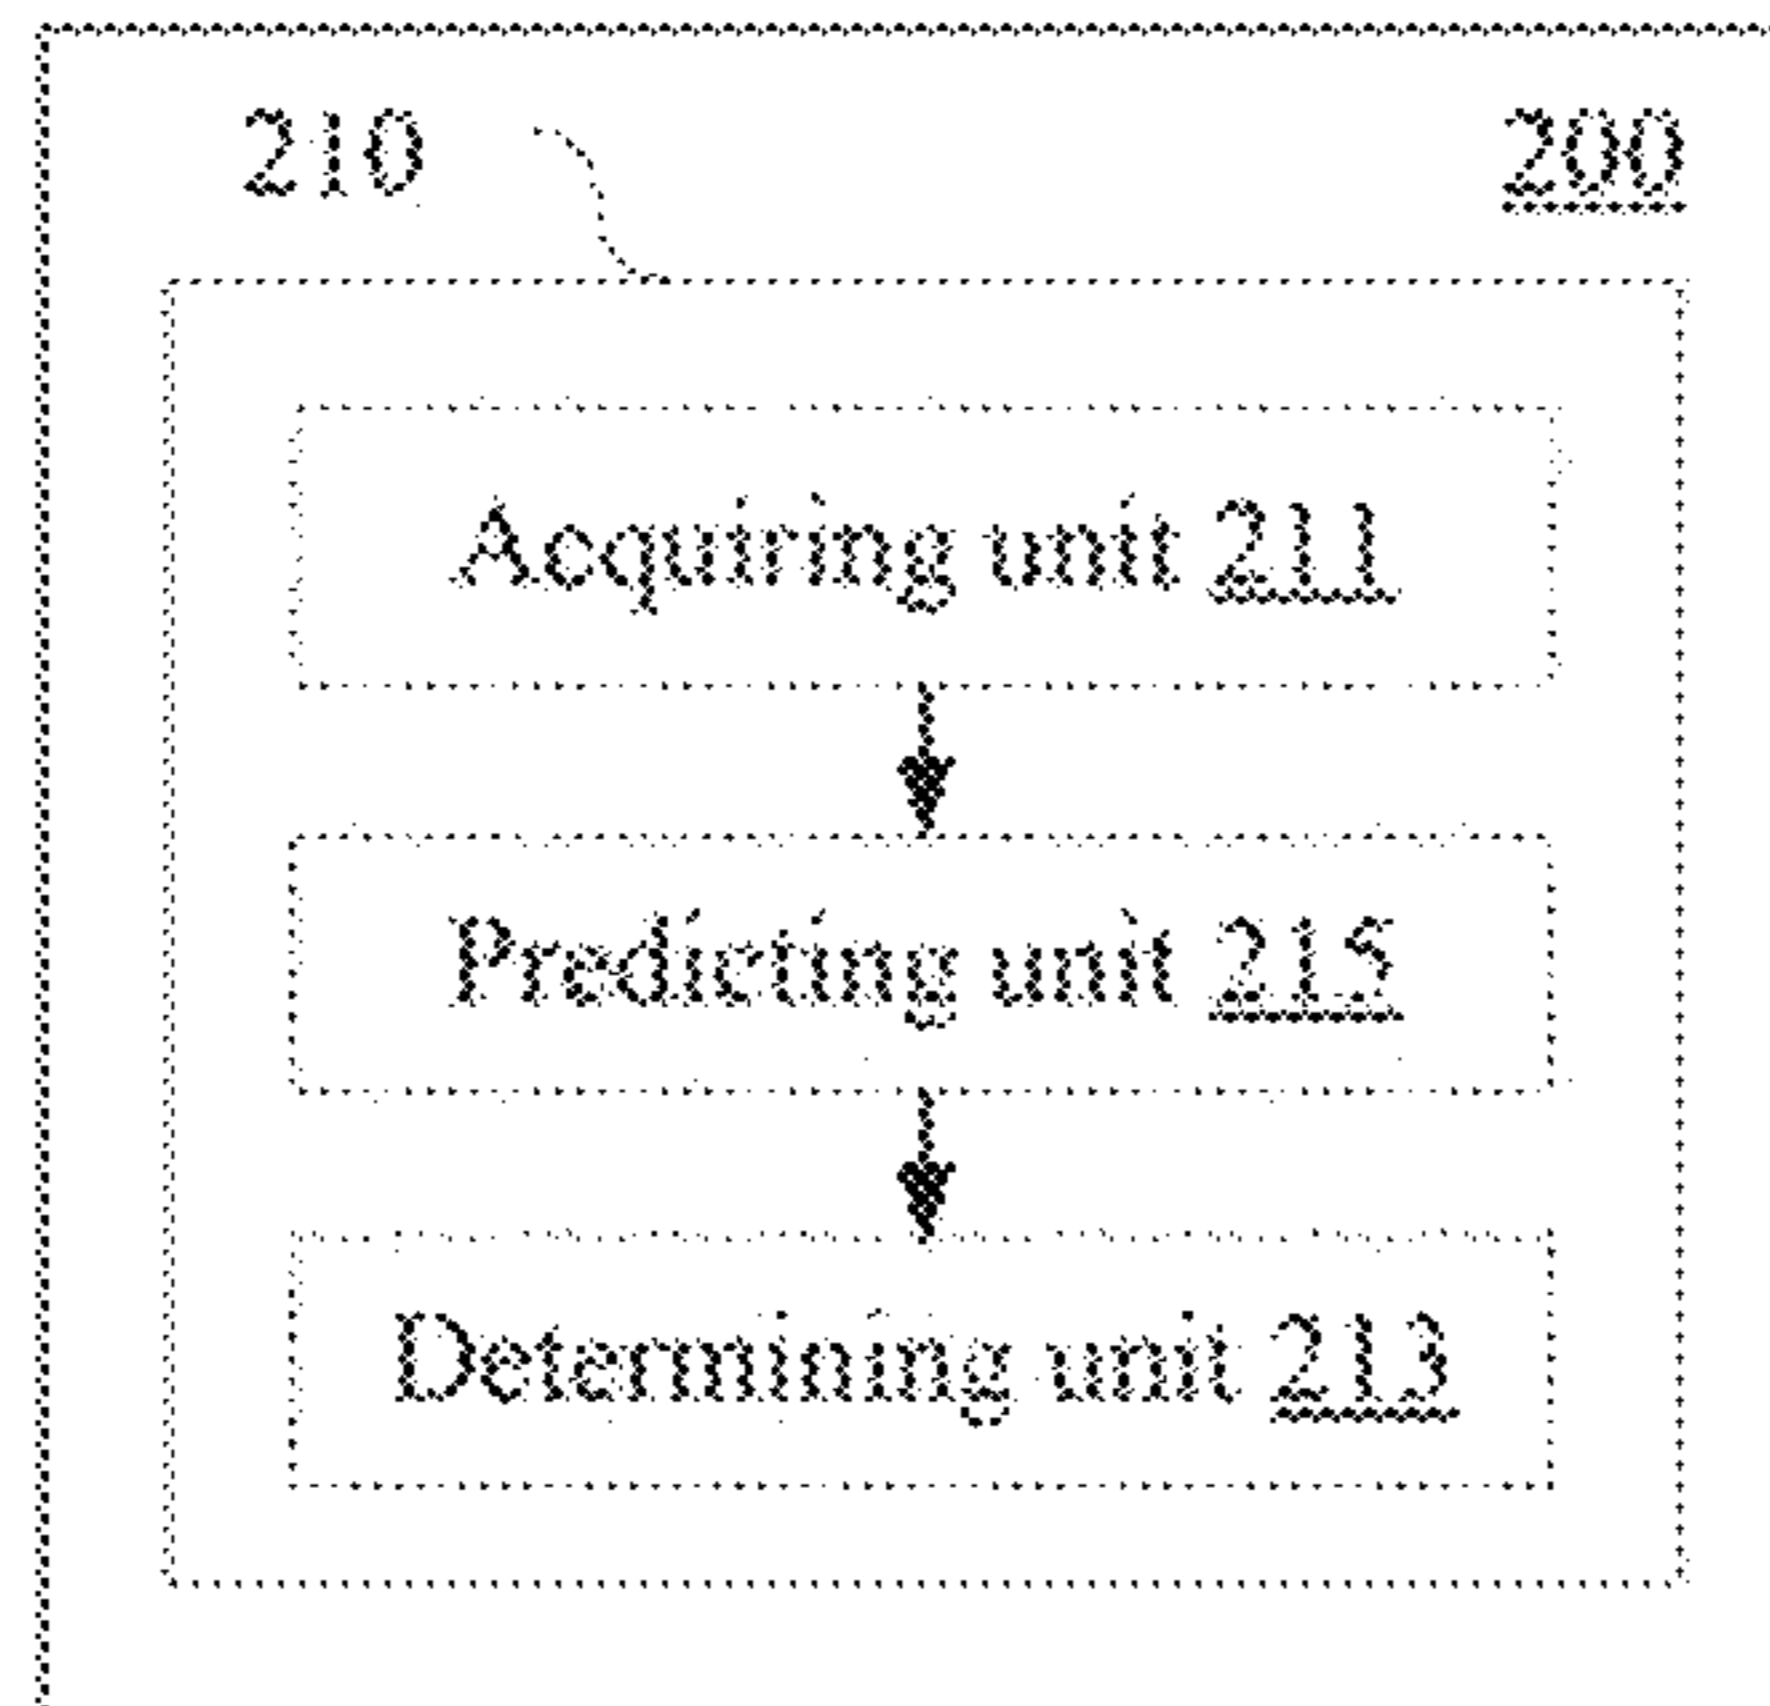 210 200
Acquiring unit 211
Predicting unit 215
Determining unit 213